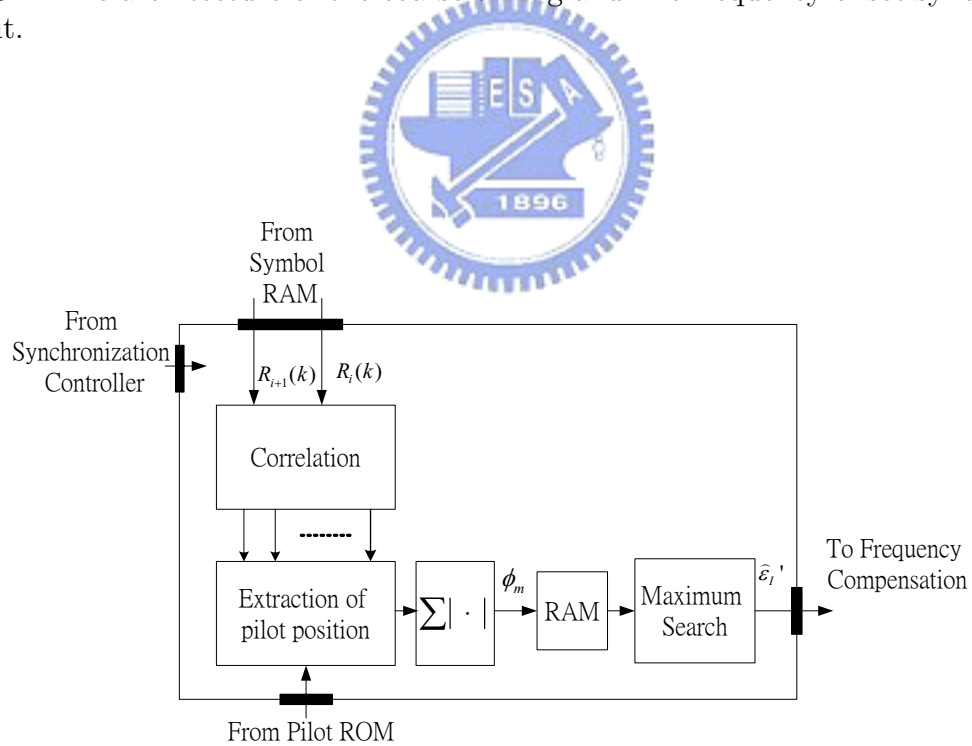 it.
E S A
1896
From
Symbol
RAM
From
Synchronization
Controller
R_{i+1}(k)
R_i(k)
Correlation
Extraction of
pilot position
∑| · |
ϕ_m
RAM
Maximum
Search
ε̂_I'
To Frequency
Compensation
From Pilot ROM